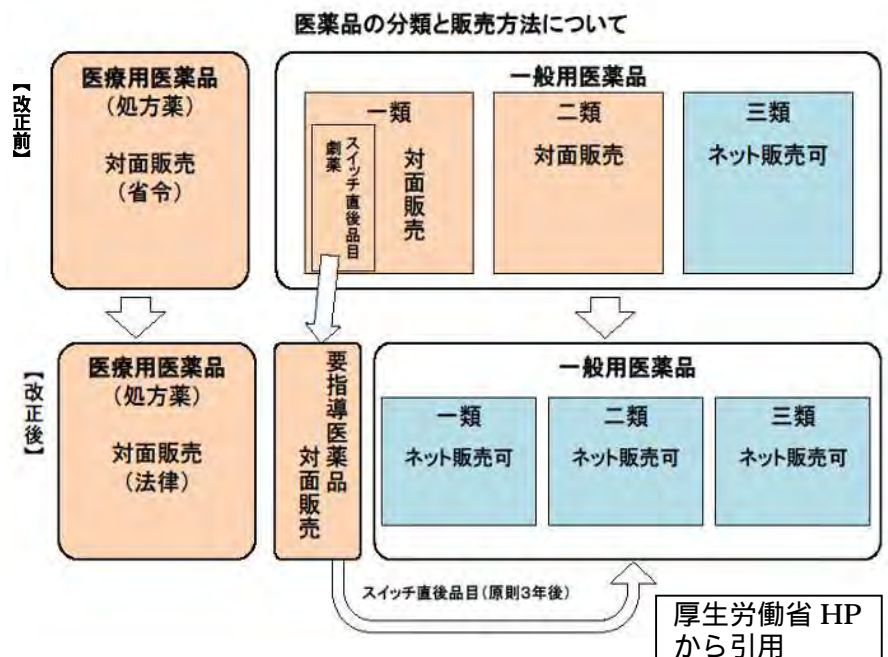 医薬品の分類と販売方法について
【改正前】
医療用医薬品
(処方薬)
対面販売
(省令)
一般用医薬品
一類
スイッチ直後品目
劇薬
対面販売
二類
対面販売
三類
ネット販売可
【改正後】
医療用医薬品
(処方薬)
対面販売
(法律)
要指導医薬品
対面販売
一般用医薬品
一類
ネット販売可
二類
ネット販売可
三類
ネット販売可
スイッチ直後品目(原則3年後)
厚生労働省 HP
から引用